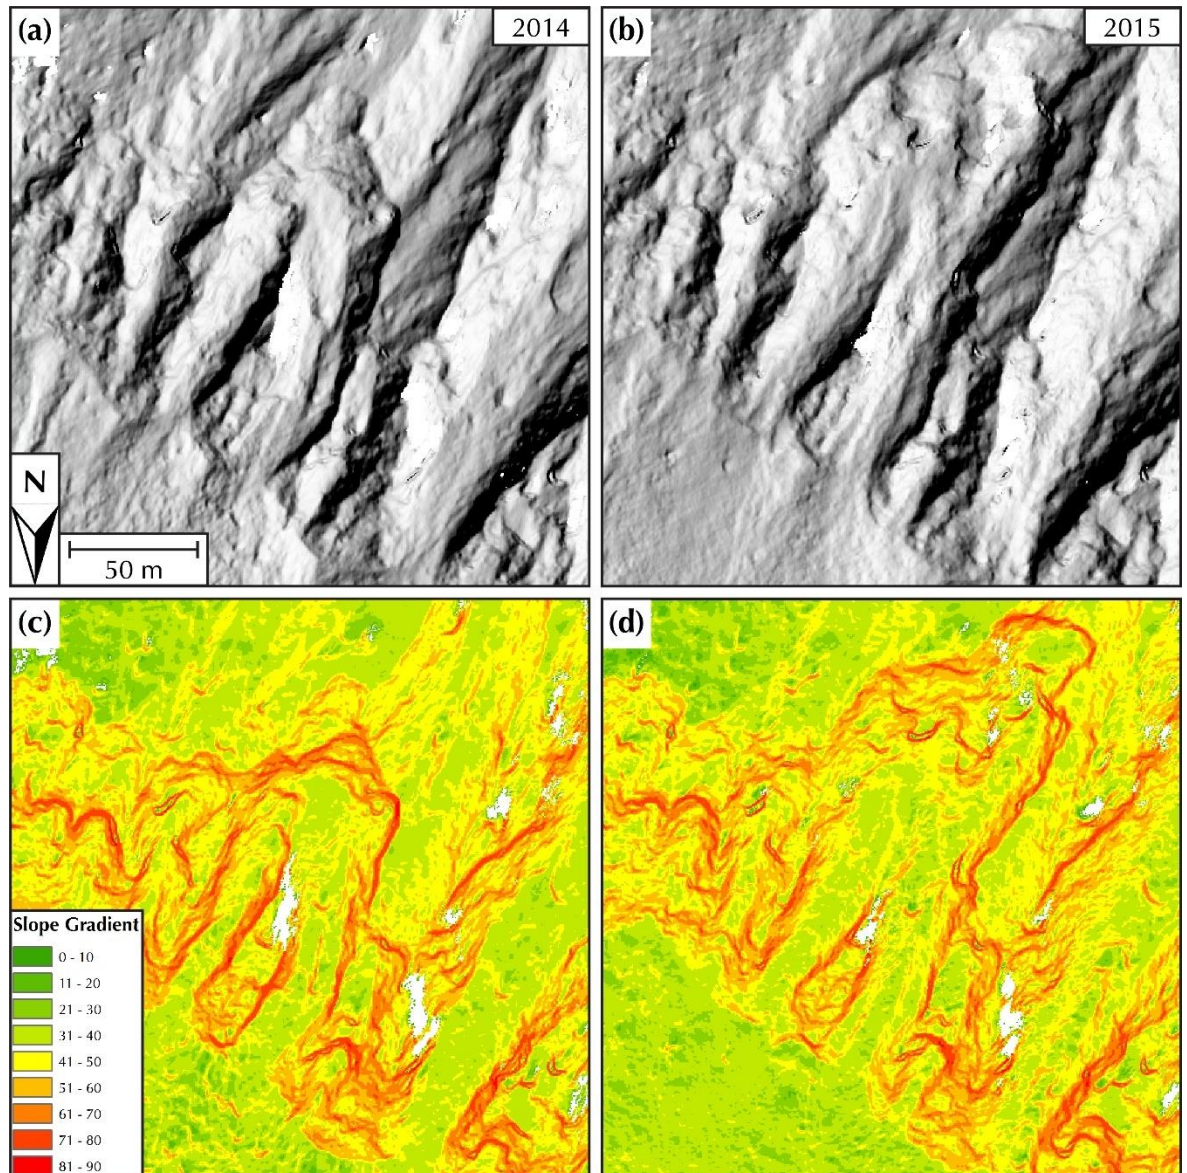 (a)
2014
(b)
2015
N
50 m
(c)
(d)
Slope Gradient
0 - 10
11 - 20
21 - 30
31 - 40
41 - 50
51 - 60
61 - 70
71 - 80
81 - 90